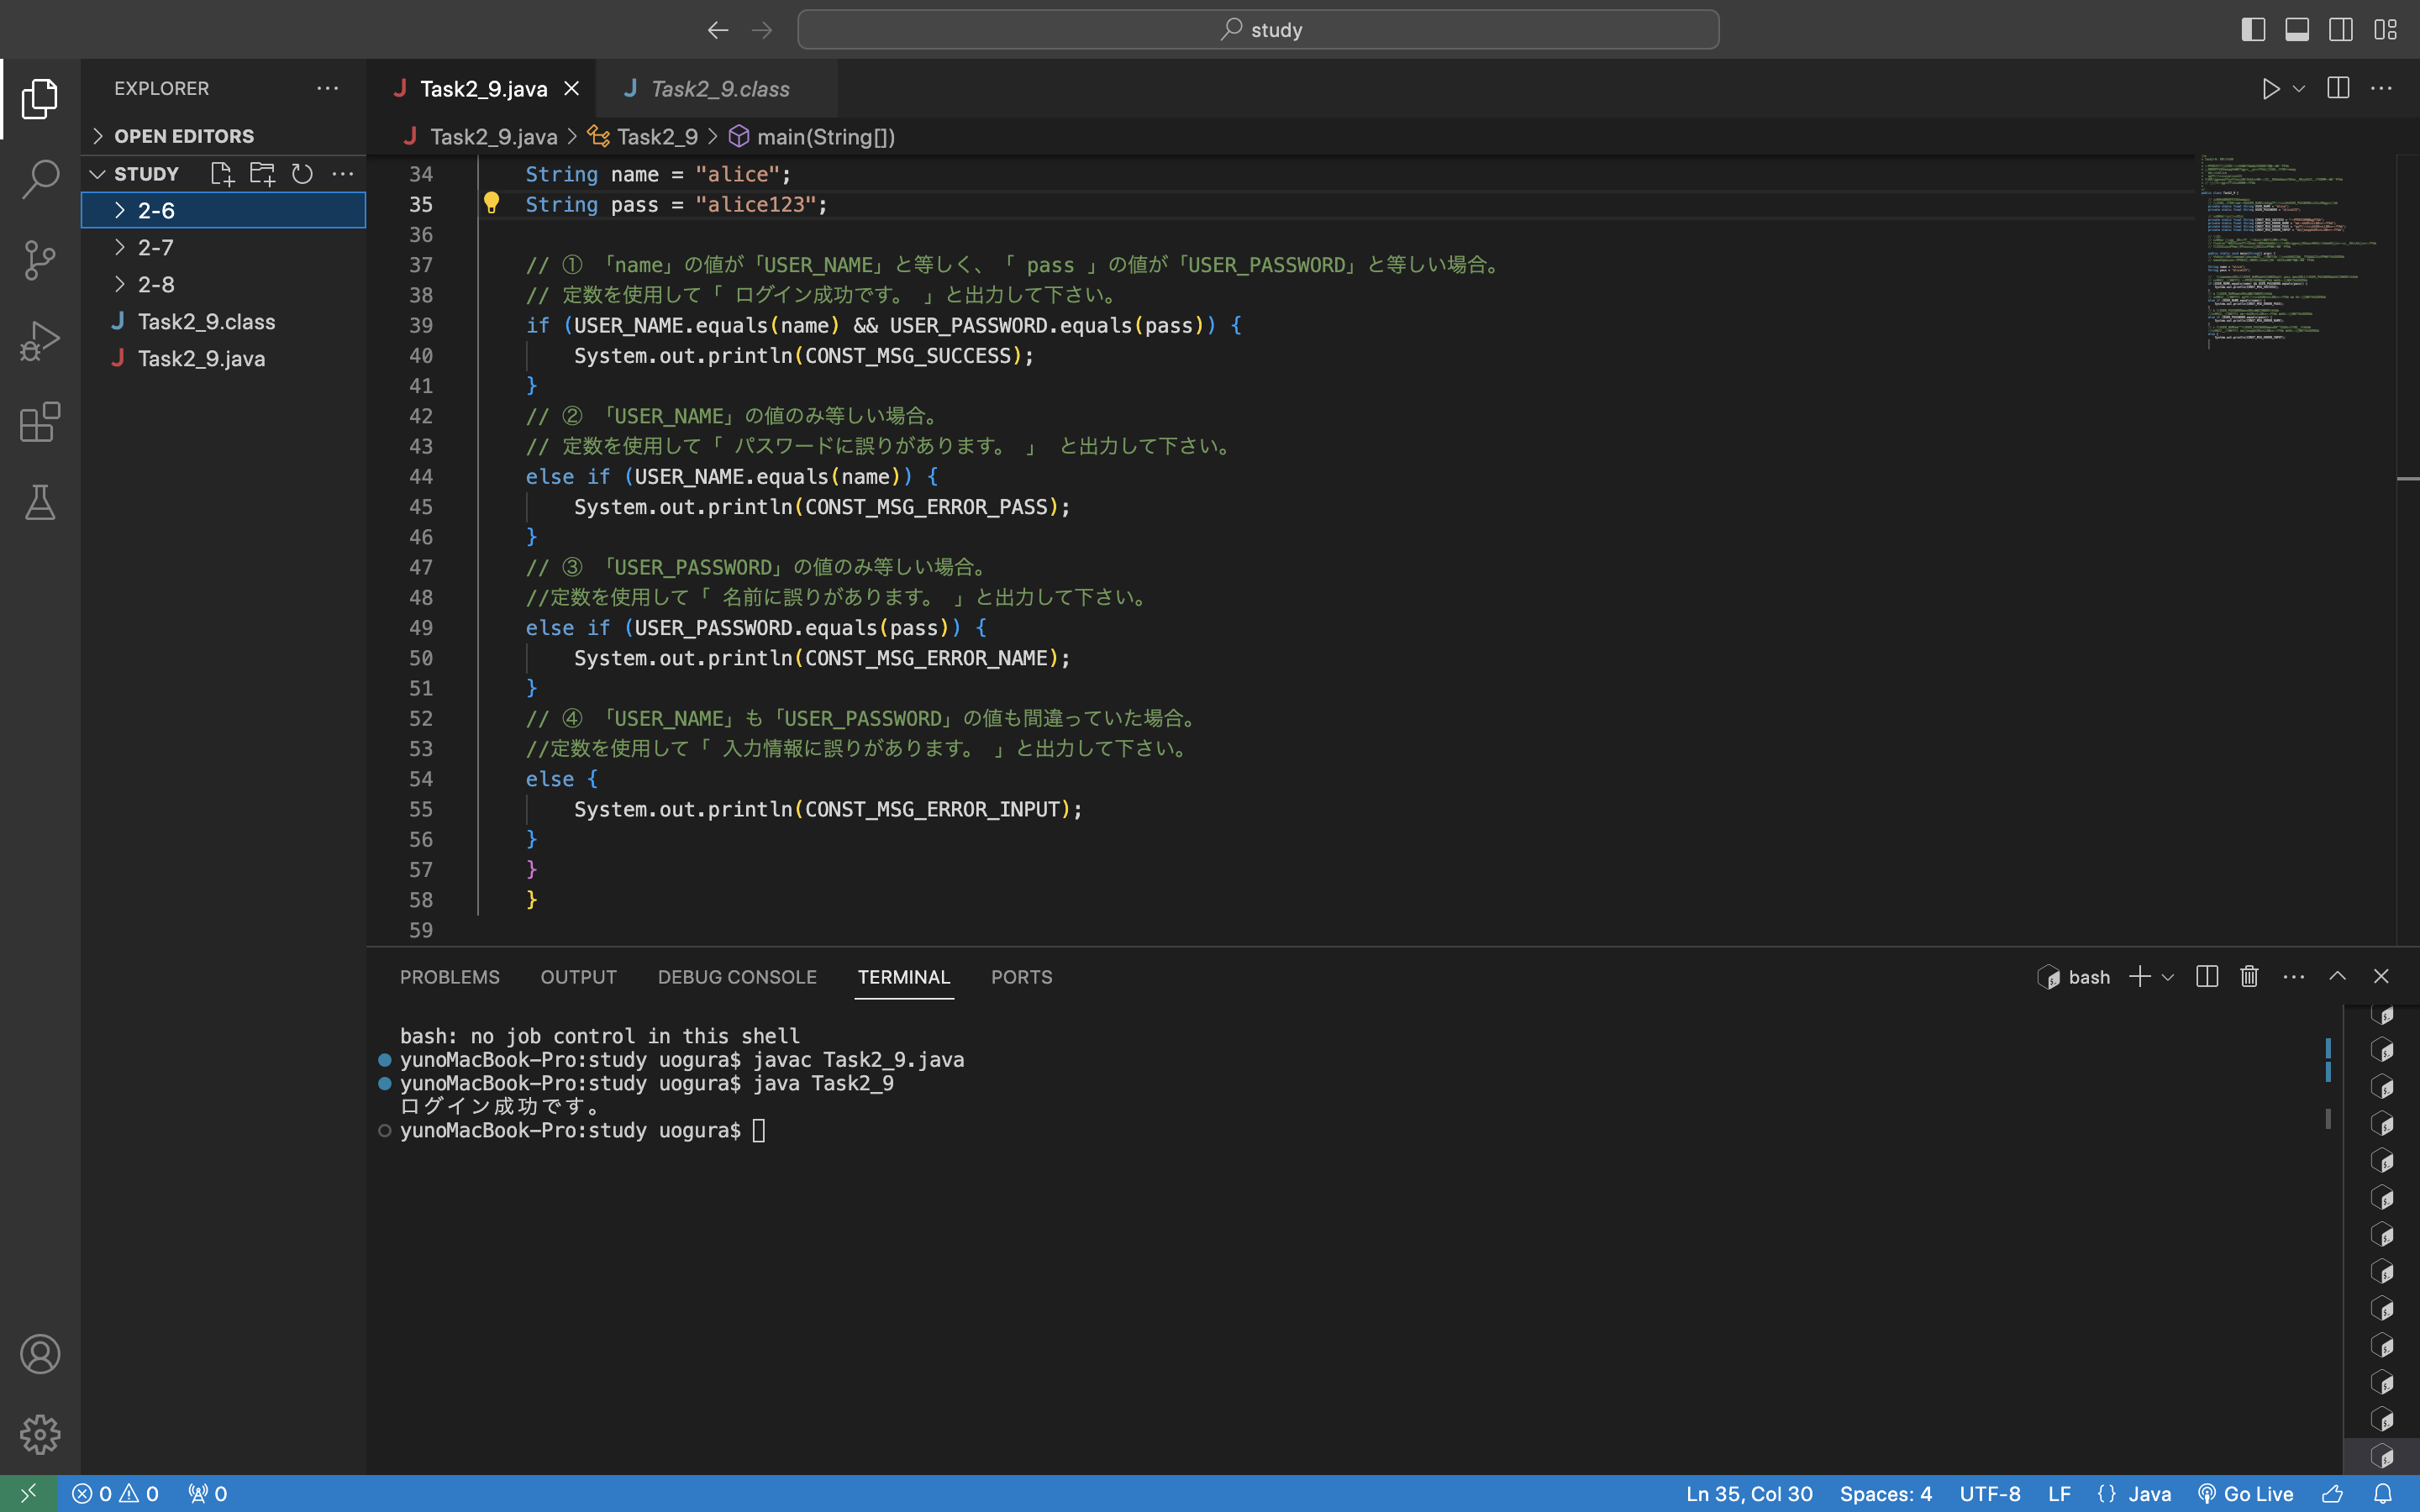 study
EXPLORER
OPEN EDITORS
STUDY
2-6
2-7
2-8
Task2_9.class
Task2_9.java
Task2_9.java
Task2_9.class
Task2_9.java > Task2_9 > main(String[])
34 String name = "alice";
35 String pass = "alice123";
36
37 // ① 「name」の値が「USER_NAME」と等しく、「 pass 」の値が「USER_PASSWORD」と等しい場合。
38 // 定数を使用して「 ログイン成功です。 」と出力して下さい。
39 if (USER_NAME.equals(name) && USER_PASSWORD.equals(pass)) {
40 System.out.println(CONST_MSG_SUCCESS);
41 }
42 // ② 「USER_NAME」の値のみ等しい場合。
43 // 定数を使用して「 パスワードに誤りがあります。 」 と出力して下さい。
44 else if (USER_NAME.equals(name)) {
45 System.out.println(CONST_MSG_ERROR_PASS);
46 }
47 // ③ 「USER_PASSWORD」の値のみ等しい場合。
48 //定数を使用して「 名前に誤りがあります。 」と出力して下さい。
49 else if (USER_PASSWORD.equals(pass)) {
50 System.out.println(CONST_MSG_ERROR_NAME);
51 }
52 // ④ 「USER_NAME」も「USER_PASSWORD」の値も間違っていた場合。
53 //定数を使用して「 入力情報に誤りがあります。 」と出力して下さい。
54 else {
55 System.out.println(CONST_MSG_ERROR_INPUT);
56 }
57 }
58 }
59
PROBLEMS OUTPUT DEBUG CONSOLE TERMINAL PORTS
bash
bash: no job control in this shell
yunoMacBook-Pro:study uogura$ javac Task2_9.java
yunoMacBook-Pro:study uogura$ java Task2_9
ログイン成功です。
yunoMacBook-Pro:study uogura$
0 0 0
Ln 35, Col 30 Spaces: 4 UTF-8 LF {} Java Go Live